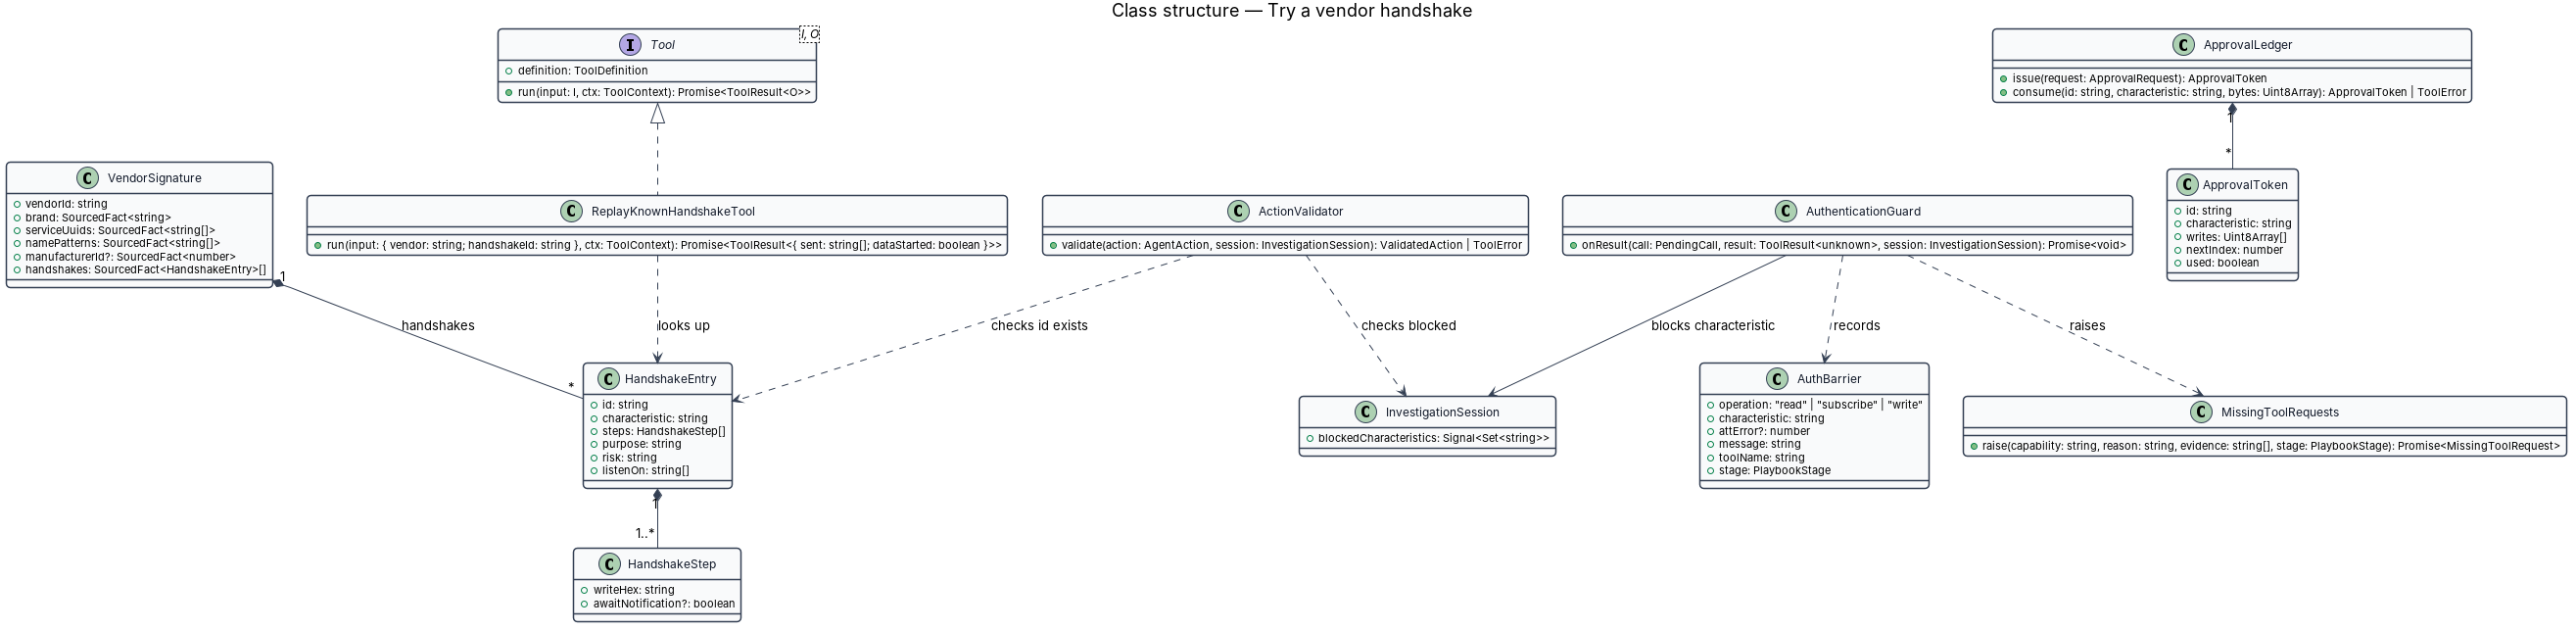 Class structure — Try a vendor handshake
I Tool
I, O
definition: ToolDefinition
run(input: I, ctx: ToolContext): Promise<ToolResult<O>>
C ApprovalLedger
issue(request: ApprovalRequest): ApprovalToken
consume(id: string, characteristic: string, bytes: Uint8Array): ApprovalToken | ToolError
1
*
C VendorSignature
vendorId: string
brand: SourcedFact<string>
serviceUuids: SourcedFact<string[]>
namePatterns: SourcedFact<string[]>
manufacturerId?: SourcedFact<number>
handshakes: SourcedFact<HandshakeEntry>[]
C ReplayKnownHandshakeTool
run(input: { vendor: string; handshakeId: string }, ctx: ToolContext): Promise<ToolResult<{ sent: string[]; dataStarted: boolean }>>
C ActionValidator
validate(action: AgentAction, session: InvestigationSession): ValidatedAction | ToolError
C AuthenticationGuard
onResult(call: PendingCall, result: ToolResult<unknown>, session: InvestigationSession): Promise<void>
C ApprovalToken
id: string
characteristic: string
writes: Uint8Array[]
nextIndex: number
used: boolean
1
handshakes
*
looks up
checks id exists
checks blocked
blocks characteristic
records
raises
C HandshakeEntry
id: string
characteristic: string
steps: HandshakeStep[]
purpose: string
risk: string
listenOn: string[]
C InvestigationSession
blockedCharacteristics: Signal<Set<string>>
C AuthBarrier
operation: "read" | "subscribe" | "write"
characteristic: string
attError?: number
message: string
toolName: string
stage: PlaybookStage
C MissingToolRequests
raise(capability: string, reason: string, evidence: string[], stage: PlaybookStage): Promise<MissingToolRequest>
1
1..*
C HandshakeStep
writeHex: string
awaitNotification?: boolean